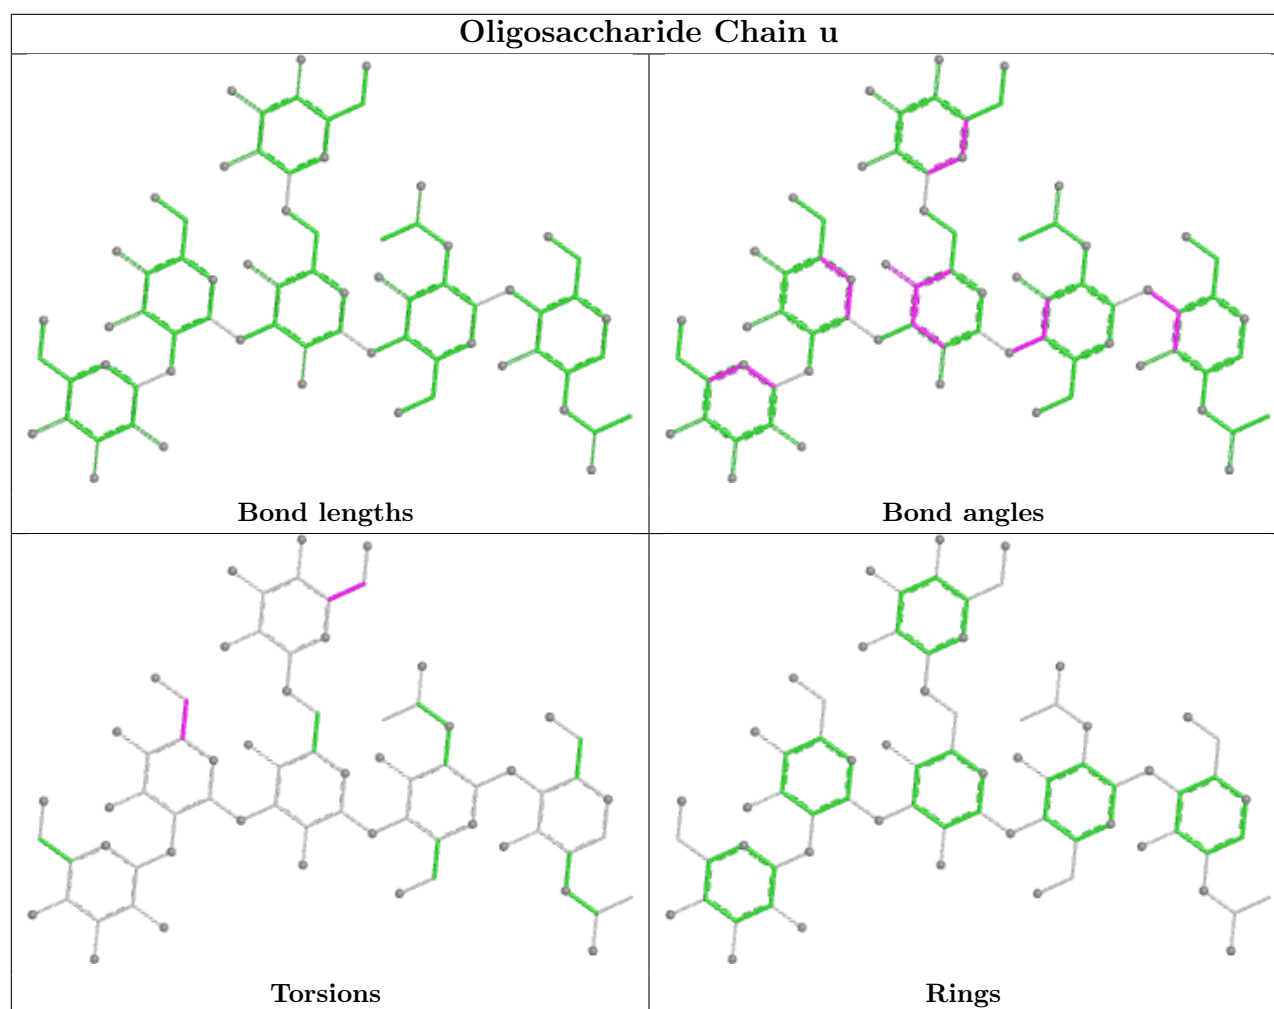 Oligosaccharide Chain u
Bond lengths
Bond angles
Torsions
Rings